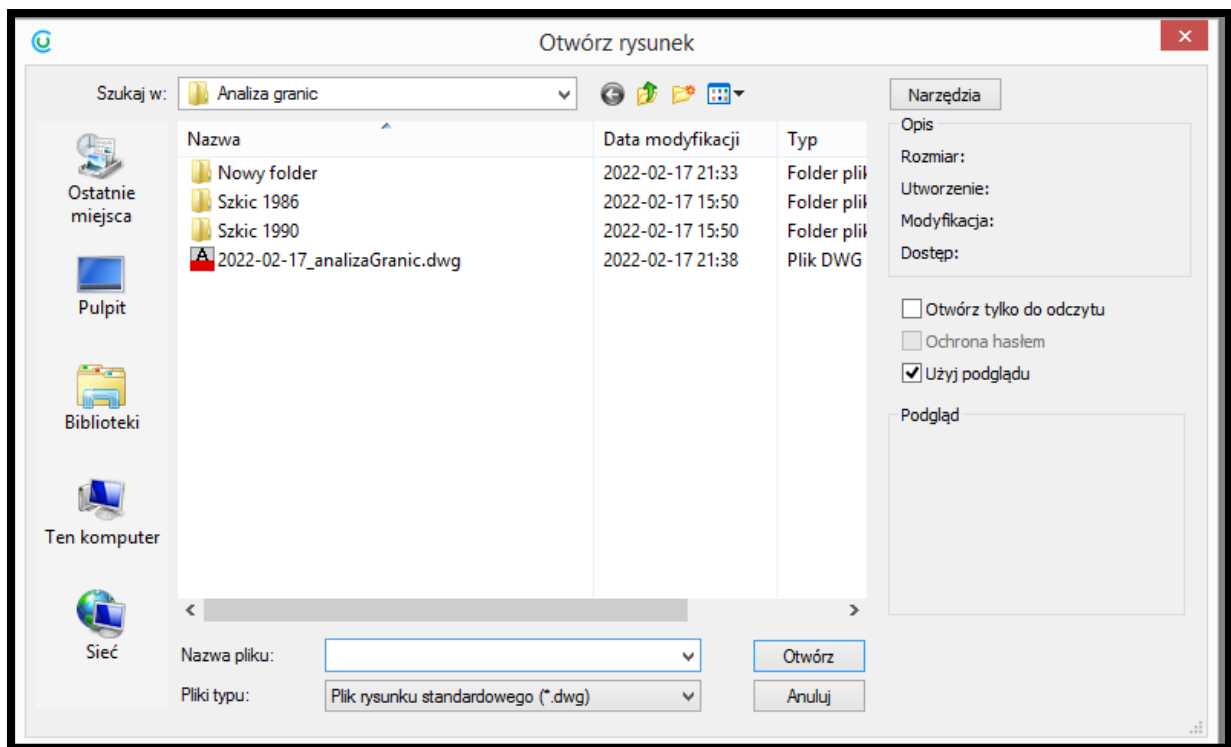 Otwórz rysunek
Szukaj w: Analiza granic
Narzędzia
Nazwa Data modyfikacji Typ
Nowy folder 2022-02-17 21:33 Folder plik
Szkic 1986 2022-02-17 15:50 Folder plik
Szkic 1990 2022-02-17 15:50 Folder plik
2022-02-17_analizaGranic.dwg 2022-02-17 21:38 Plik DWG
Ostatnie
miejsca
Pulpit
Biblioteki
Ten komputer
Sieć
Opis
Rozmiar:
Utworzenie:
Modyfikacja:
Dostęp:
Otwórz tylko do odczytu
Ochrona hasłem
Użyj podglądu
Podgląd
Nazwa pliku: Otwórz
Pliki typu: Plik rysunku standardowego (*.dwg) Anuluj